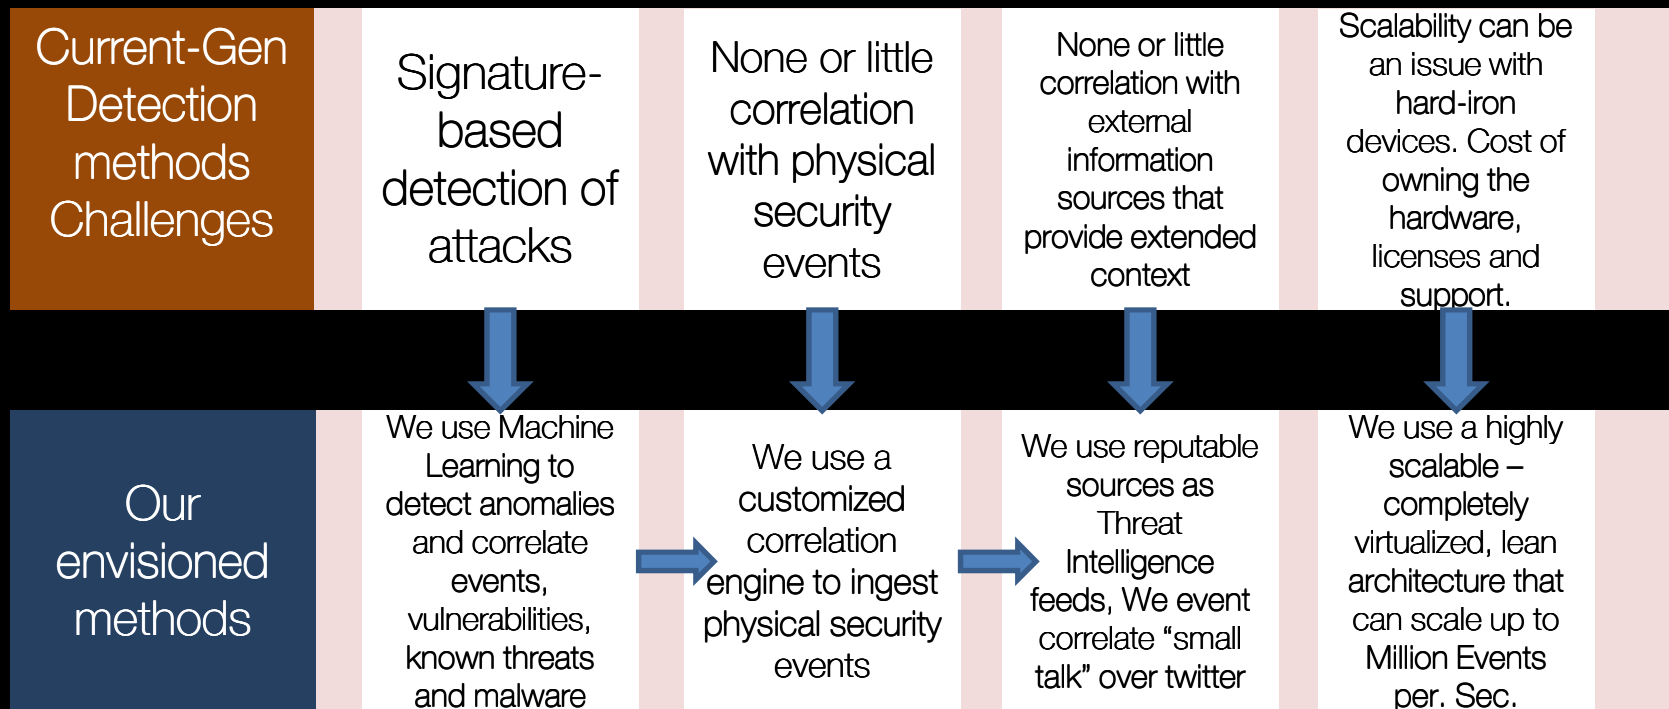 Current-Gen
Detection
methods
Challenges
Signature-
based
detection of
attacks
None or little
correlation
with physical
security
events
None or little
correlation with
external
information
sources that
provide extended
context
Scalability can be
an issue with
hard-iron
devices. Cost of
owning the
hardware,
licenses and
support.
Our
envisioned
methods
We use Machine
Learning to
detect anomalies
and correlate
events,
vulnerabilities,
known threats
and malware
We use a
customized
correlation
engine to ingest
physical security
events
We use reputable
sources as
Threat
Intelligence
feeds, We event
correlate “small
talk” over twitter
We use a highly
scalable –
completely
virtualized, lean
architecture that
can scale up to
Million Events
per. Sec.